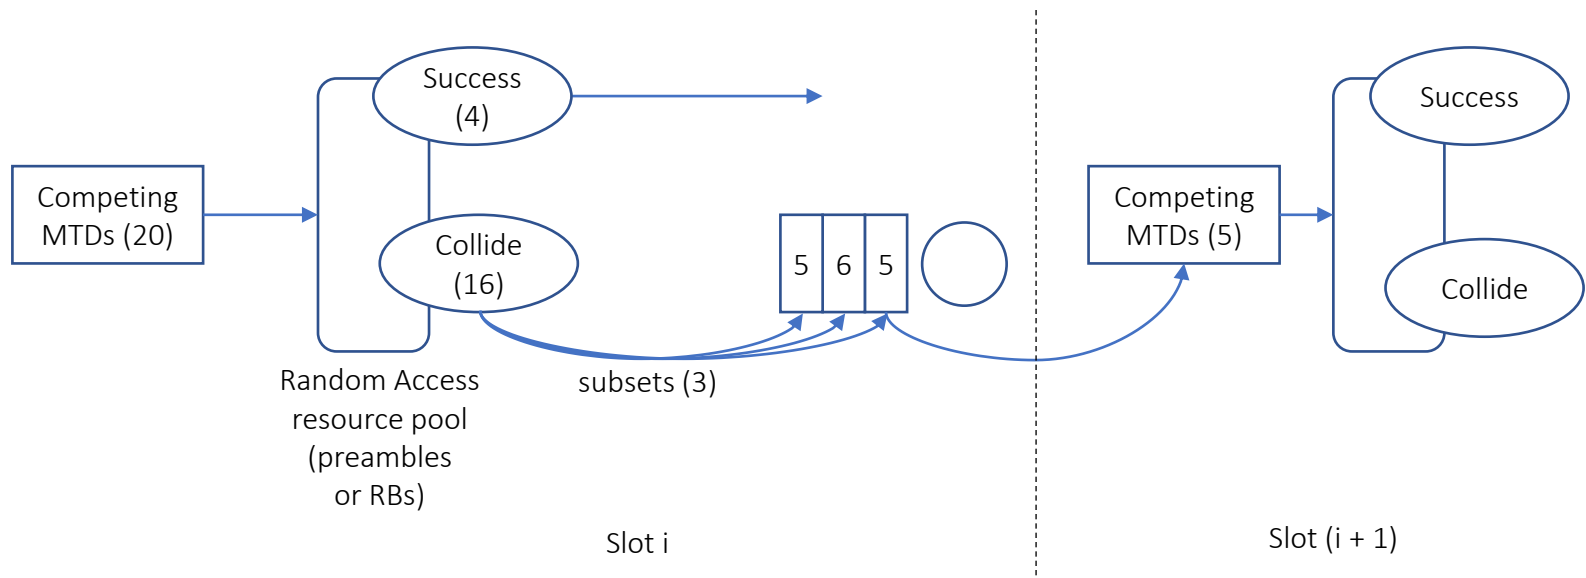 Competing
MTDs (20)
Success
(4)
Collide
(16)
Random Access
resource pool
(preambles
or RBs)
subsets (3)
5 6 5
Slot i
Competing
MTDs (5)
Success
Collide
Slot (i + 1)